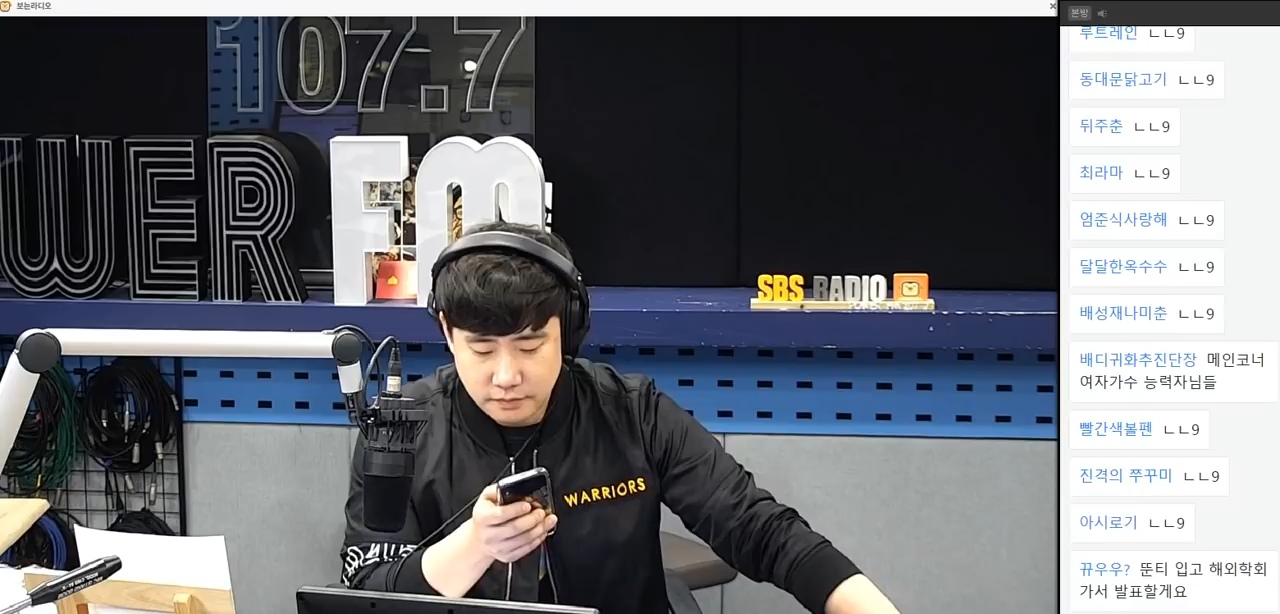 보는라디오
107.7
WER FM
SBS RADIO
WARRIORS
본방
루트레인 ㄴㄴ9
동대문닭고기 ㄴㄴ9
뒤주춘 ㄴㄴ9
최라마 ㄴㄴ9
엄준식사랑해 ㄴㄴ9
달달한옥수수 ㄴㄴ9
배성재나미춘 ㄴㄴ9
배디귀화추진단장 메인코너
여자가수 능력자님들
빨간색볼펜 ㄴㄴ9
진격의 쭈꾸미 ㄴㄴ9
아시로기 ㄴㄴ9
뀨우우? 뚠티 입고 해외학회
가서 발표할게요